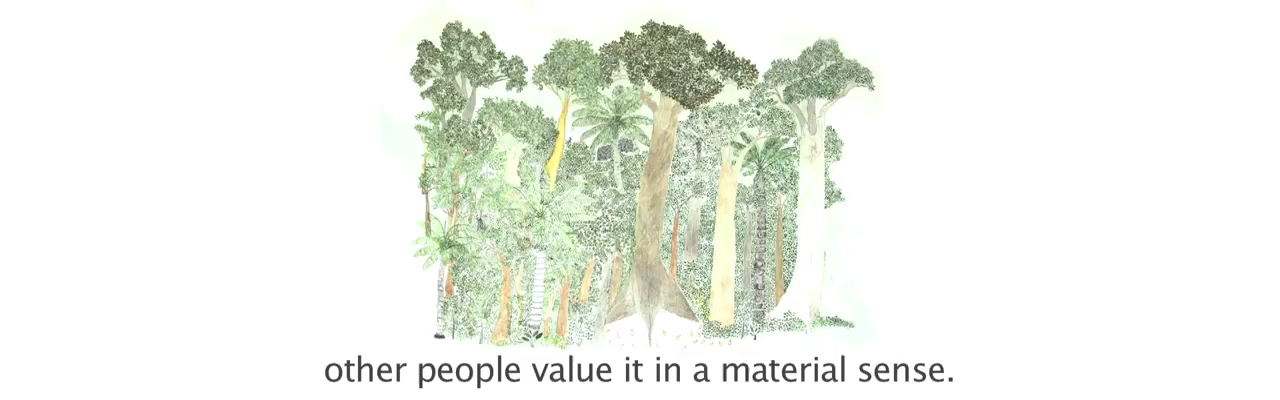 other people value it in a material sense.